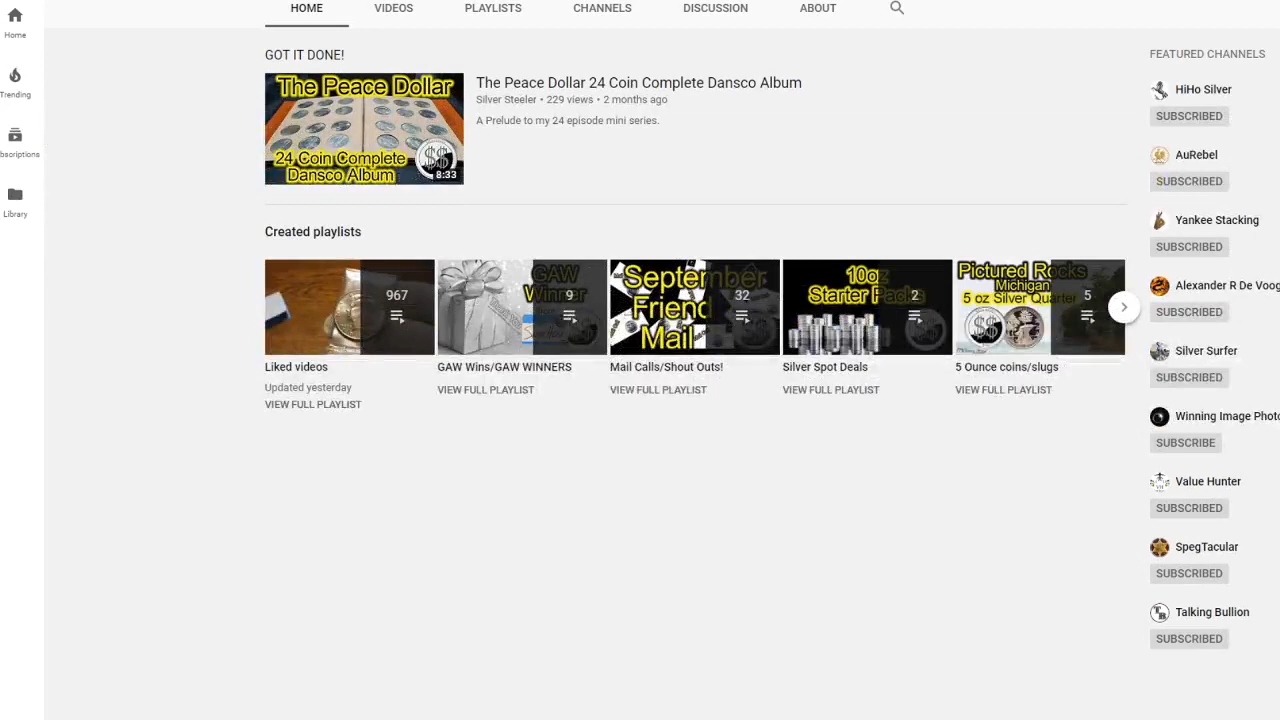 HOME VIDEOS PLAYLISTS CHANNELS DISCUSSION ABOUT
Home
Trending
bscriptions
Library
GOT IT DONE!
The Peace Dollar
24 Coin Complete
Dansco Album
$$
8:33
The Peace Dollar 24 Coin Complete Dansco Album
Silver Steeler • 229 views • 2 months ago
A Prelude to my 24 episode mini series.
Created playlists
967
Liked videos
Updated yesterday
VIEW FULL PLAYLIST
GAW
Winner
9
GAW Wins/GAW WINNERS
VIEW FULL PLAYLIST
September
Friend
Mail
32
Mail Calls/Shout Outs!
VIEW FULL PLAYLIST
10oz
Starter Packs
2
Silver Spot Deals
VIEW FULL PLAYLIST
Pictured Rocks
Michigan
5 oz Silver Quarter
$$
5
5 Ounce coins/slugs
VIEW FULL PLAYLIST
FEATURED CHANNELS
HiHo Silver
SUBSCRIBED
AuRebel
SUBSCRIBED
Yankee Stacking
SUBSCRIBED
Alexander R De Voog
SUBSCRIBED
Silver Surfer
SUBSCRIBED
Winning Image Photo
SUBSCRIBE
Value Hunter
SUBSCRIBED
SpegTacular
SUBSCRIBED
Talking Bullion
SUBSCRIBED